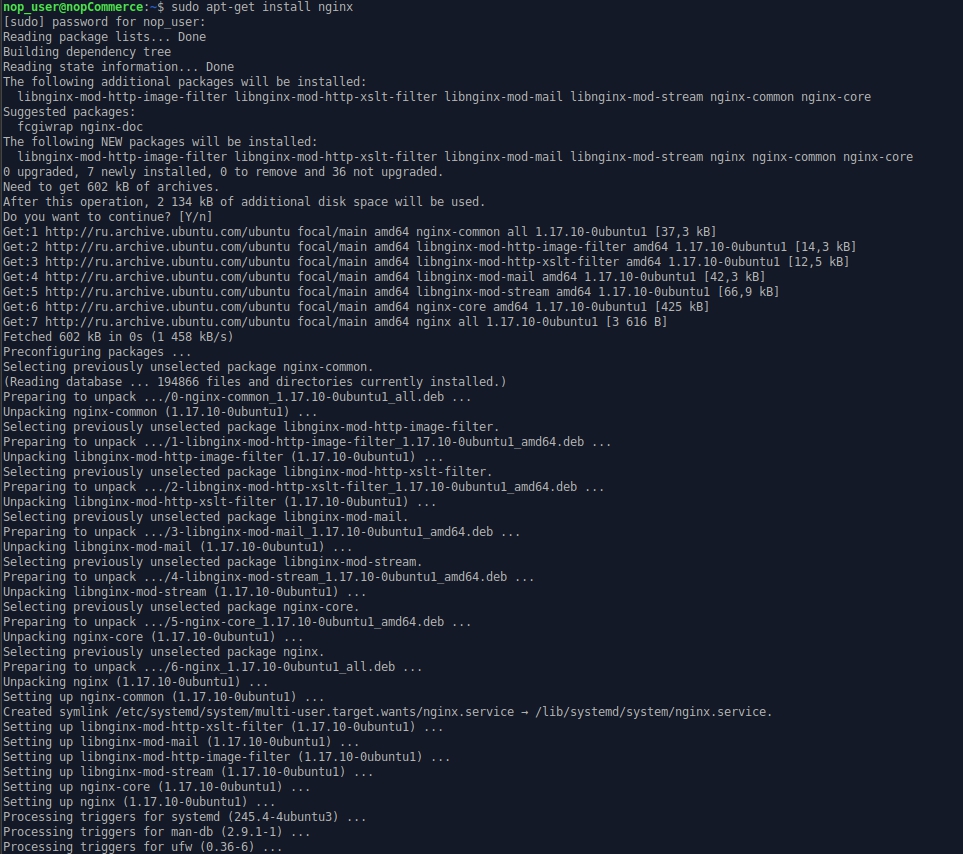 nop_user@nopCommerce:~$ sudo apt-get install nginx
[sudo] password for nop_user:
Reading package lists... Done
Building dependency tree
Reading state information... Done
The following additional packages will be installed:
  libnginx-mod-http-image-filter libnginx-mod-http-xslt-filter libnginx-mod-mail libnginx-mod-stream nginx-common nginx-core
Suggested packages:
  fcgiwrap nginx-doc
The following NEW packages will be installed:
  libnginx-mod-http-image-filter libnginx-mod-http-xslt-filter libnginx-mod-mail libnginx-mod-stream nginx nginx-common nginx-core
0 upgraded, 7 newly installed, 0 to remove and 36 not upgraded.
Need to get 602 kB of archives.
After this operation, 2 134 kB of additional disk space will be used.
Do you want to continue? [Y/n]
Get:1 http://ru.archive.ubuntu.com/ubuntu focal/main amd64 nginx-common all 1.17.10-0ubuntu1 [37,3 kB]
Get:2 http://ru.archive.ubuntu.com/ubuntu focal/main amd64 libnginx-mod-http-image-filter amd64 1.17.10-0ubuntu1 [14,3 kB]
Get:3 http://ru.archive.ubuntu.com/ubuntu focal/main amd64 libnginx-mod-http-xslt-filter amd64 1.17.10-0ubuntu1 [12,5 kB]
Get:4 http://ru.archive.ubuntu.com/ubuntu focal/main amd64 libnginx-mod-mail amd64 1.17.10-0ubuntu1 [42,3 kB]
Get:5 http://ru.archive.ubuntu.com/ubuntu focal/main amd64 libnginx-mod-stream amd64 1.17.10-0ubuntu1 [66,9 kB]
Get:6 http://ru.archive.ubuntu.com/ubuntu focal/main amd64 nginx-core amd64 1.17.10-0ubuntu1 [425 kB]
Get:7 http://ru.archive.ubuntu.com/ubuntu focal/main amd64 nginx all 1.17.10-0ubuntu1 [3 616 B]
Fetched 602 kB in 0s (1 458 kB/s)
Preconfiguring packages ...
Selecting previously unselected package nginx-common.
(Reading database ... 194866 files and directories currently installed.)
Preparing to unpack .../0-nginx-common_1.17.10-0ubuntu1_all.deb ...
Unpacking nginx-common (1.17.10-0ubuntu1) ...
Selecting previously unselected package libnginx-mod-http-image-filter.
Preparing to unpack .../1-libnginx-mod-http-image-filter_1.17.10-0ubuntu1_amd64.deb ...
Unpacking libnginx-mod-http-image-filter (1.17.10-0ubuntu1) ...
Selecting previously unselected package libnginx-mod-http-xslt-filter.
Preparing to unpack .../2-libnginx-mod-http-xslt-filter_1.17.10-0ubuntu1_amd64.deb ...
Unpacking libnginx-mod-http-xslt-filter (1.17.10-0ubuntu1) ...
Selecting previously unselected package libnginx-mod-mail.
Preparing to unpack .../3-libnginx-mod-mail_1.17.10-0ubuntu1_amd64.deb ...
Unpacking libnginx-mod-mail (1.17.10-0ubuntu1) ...
Selecting previously unselected package libnginx-mod-stream.
Preparing to unpack .../4-libnginx-mod-stream_1.17.10-0ubuntu1_amd64.deb ...
Unpacking libnginx-mod-stream (1.17.10-0ubuntu1) ...
Selecting previously unselected package nginx-core.
Preparing to unpack .../5-nginx-core_1.17.10-0ubuntu1_amd64.deb ...
Unpacking nginx-core (1.17.10-0ubuntu1) ...
Selecting previously unselected package nginx.
Preparing to unpack .../6-nginx_1.17.10-0ubuntu1_all.deb ...
Unpacking nginx (1.17.10-0ubuntu1) ...
Setting up nginx-common (1.17.10-0ubuntu1) ...
Created symlink /etc/systemd/system/multi-user.target.wants/nginx.service → /lib/systemd/system/nginx.service.
Setting up libnginx-mod-http-xslt-filter (1.17.10-0ubuntu1) ...
Setting up libnginx-mod-mail (1.17.10-0ubuntu1) ...
Setting up libnginx-mod-http-image-filter (1.17.10-0ubuntu1) ...
Setting up libnginx-mod-stream (1.17.10-0ubuntu1) ...
Setting up nginx-core (1.17.10-0ubuntu1) ...
Setting up nginx (1.17.10-0ubuntu1) ...
Processing triggers for systemd (245.4-4ubuntu3) ...
Processing triggers for man-db (2.9.1-1) ...
Processing triggers for ufw (0.36-6) ...